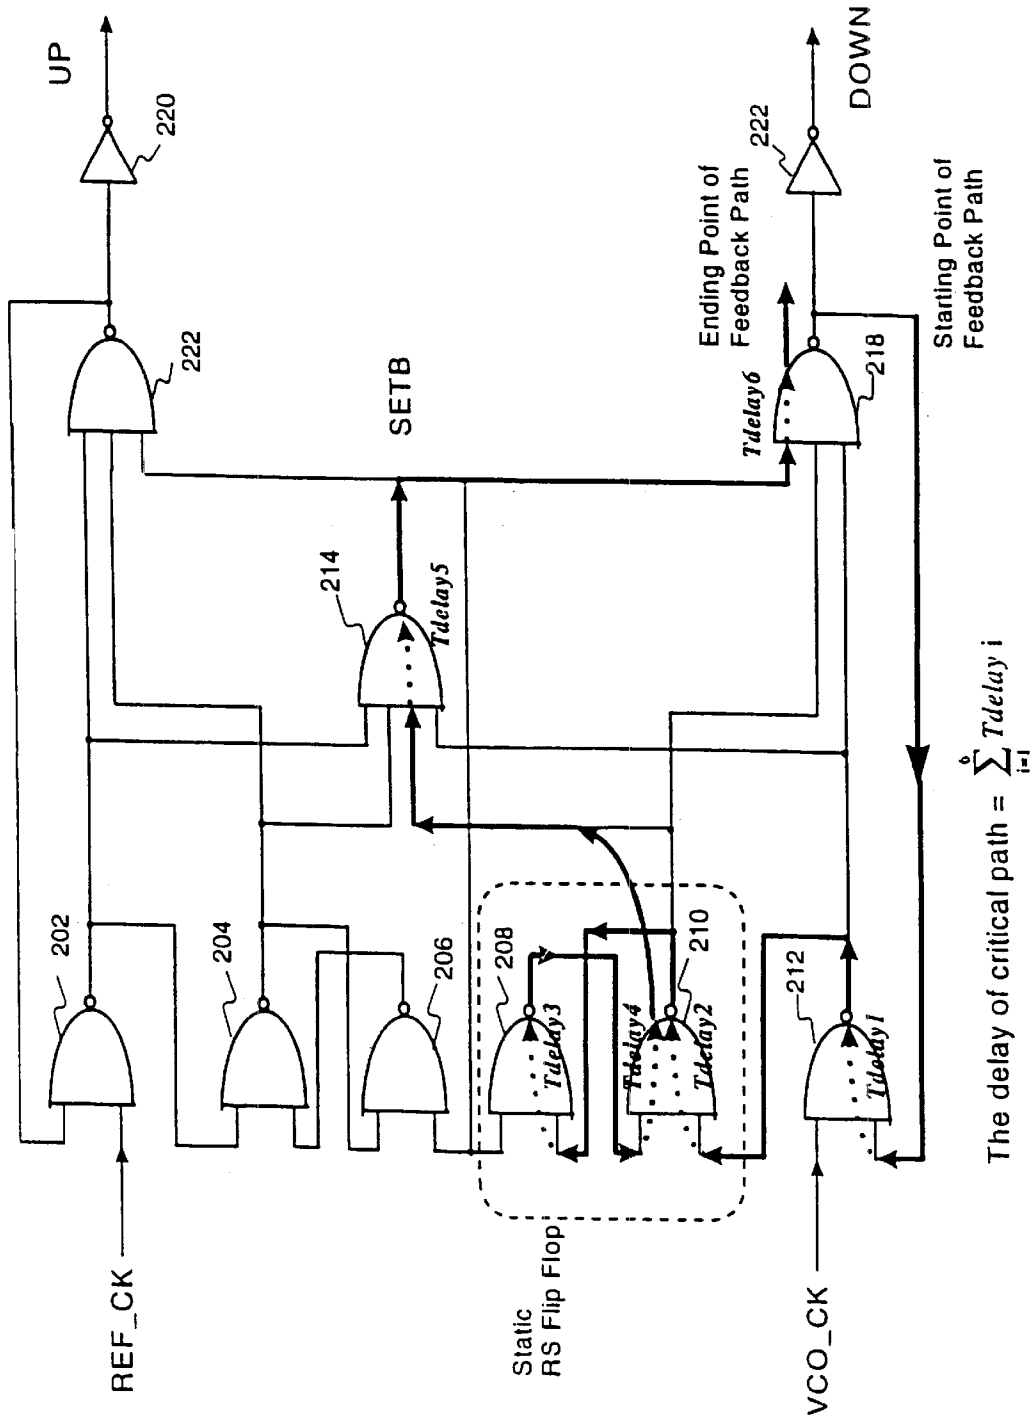 UP
220
222
202
204
206
214
SETB
Tdelay5
Static
RS Flip Flop
208
210
Tdelay3
Tdelay4
Tdelay2
212
Tdelay1
REF_CK
VCO_CK
Ending Point of
Feedback Path
Tdelay6
218
222
DOWN
Starting Point of
Feedback Path
The delay of critical path = 6 ∑ i=1 Tdelay i